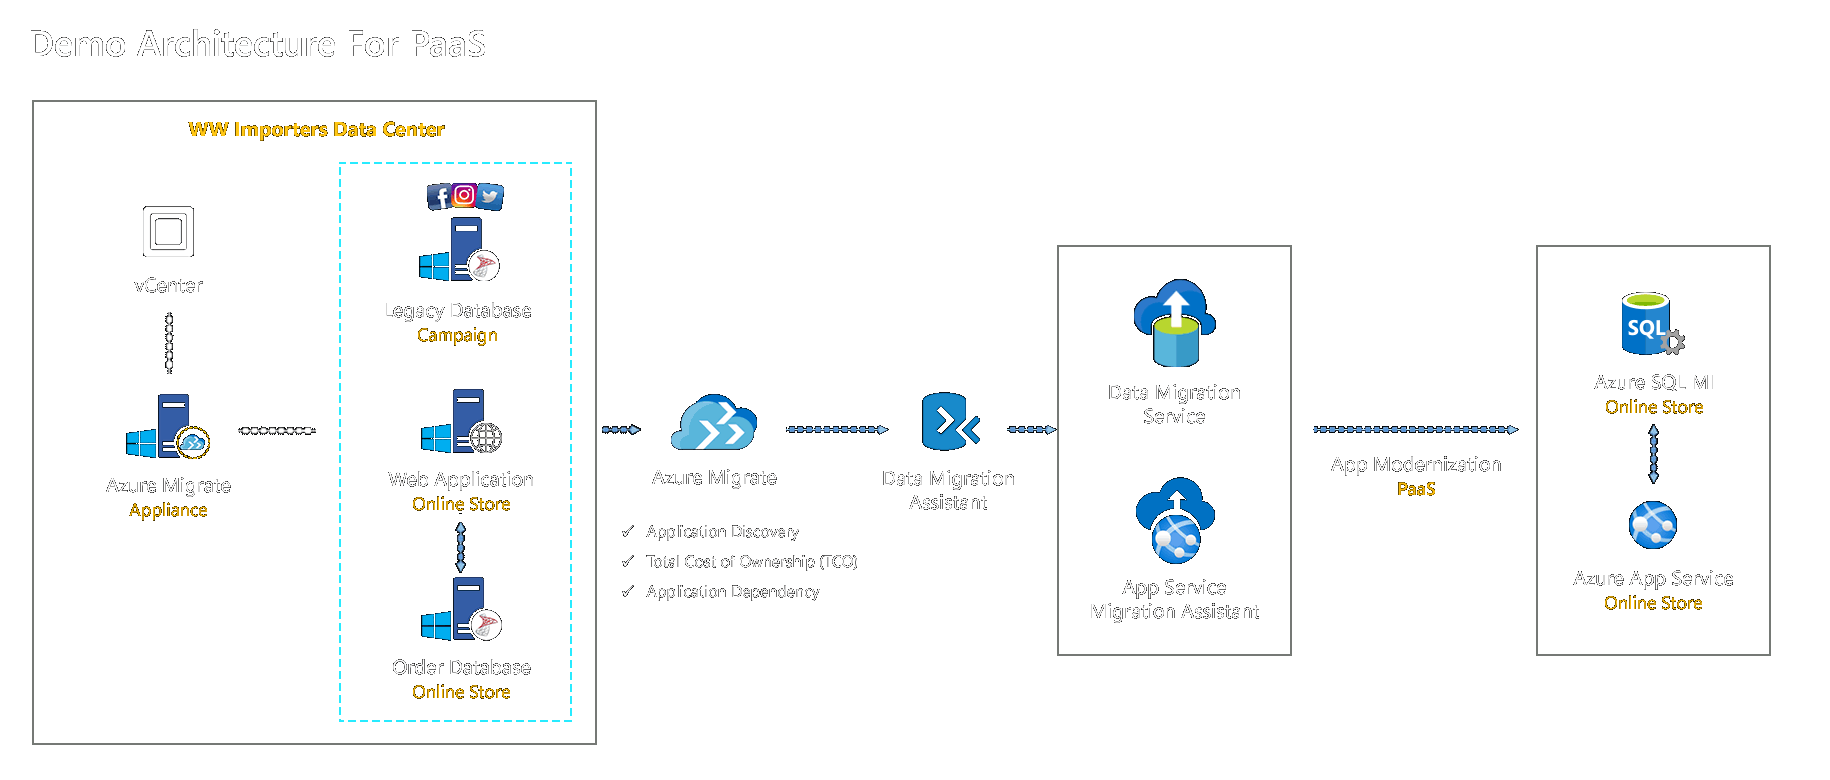 Demo Architecture For PaaS
WW Importers Data Center
vCenter
Azure Migrate
Appliance
Legacy Database
Campaign
Web Application
Online Store
Order Database
Online Store
Azure Migrate
✓ Application Discovery
✓ Total Cost of Ownership (TCO)
✓ Application Dependency
Data Migration
Assistant
Data Migration
Service
App Service
Migration Assistant
App Modernization
PaaS
SQL
Azure SQL MI
Online Store
Azure App Service
Online Store